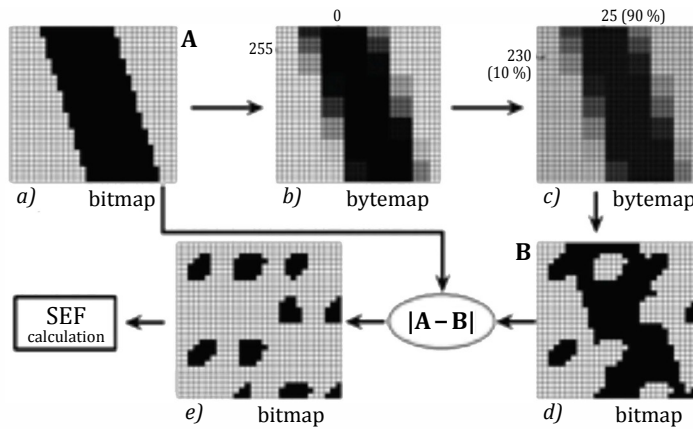 0
25 (90 %)
A
255
230
(10 %)
a) bitmap
b) bytemap
c) bytemap
B
SEF
calculation
|A – B|
e) bitmap
d) bitmap